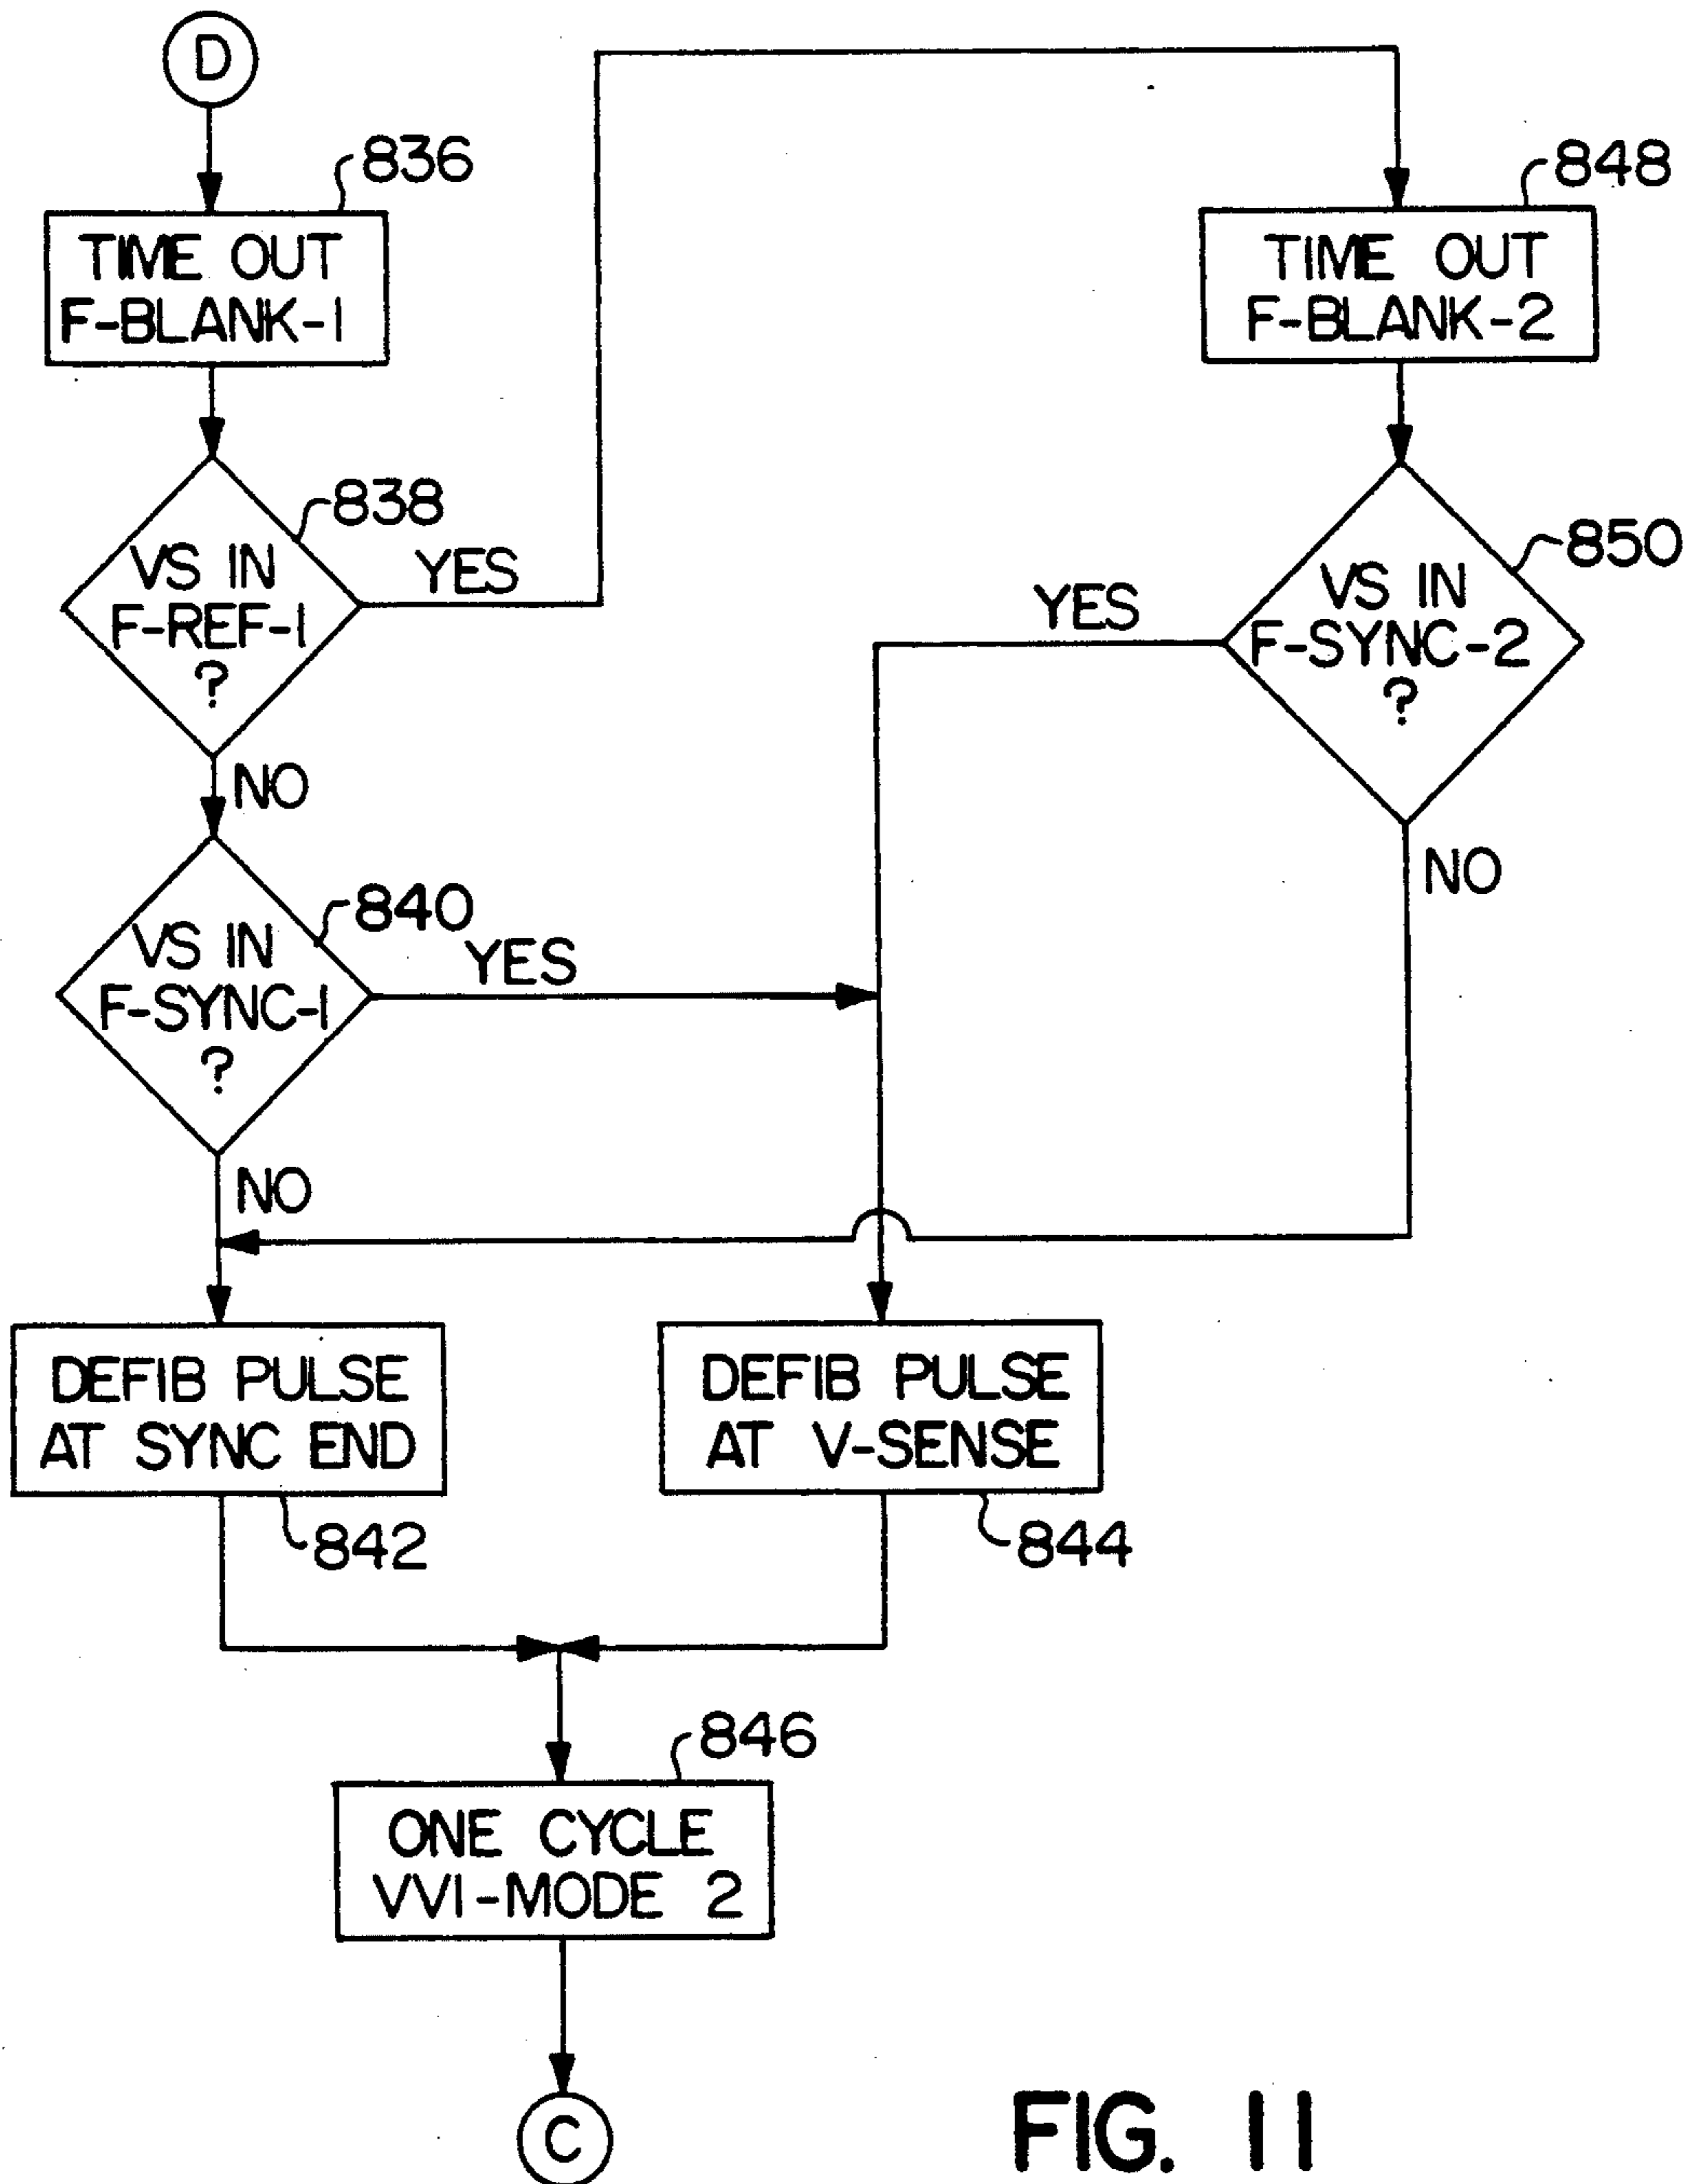 D
836
TIME OUT
F-BLANK-1
838
VS IN
F-REF-1
?
YES
NO
840
VS IN
F-SYNC-1
?
YES
NO
848
TIME OUT
F-BLANK-2
850
VS IN
F-SYNC-2
?
YES
NO
DEFIB PULSE
AT SYNC END
842
DEFIB PULSE
AT V-SENSE
844
846
ONE CYCLE
VVI-MODE 2
C
FIG. 11